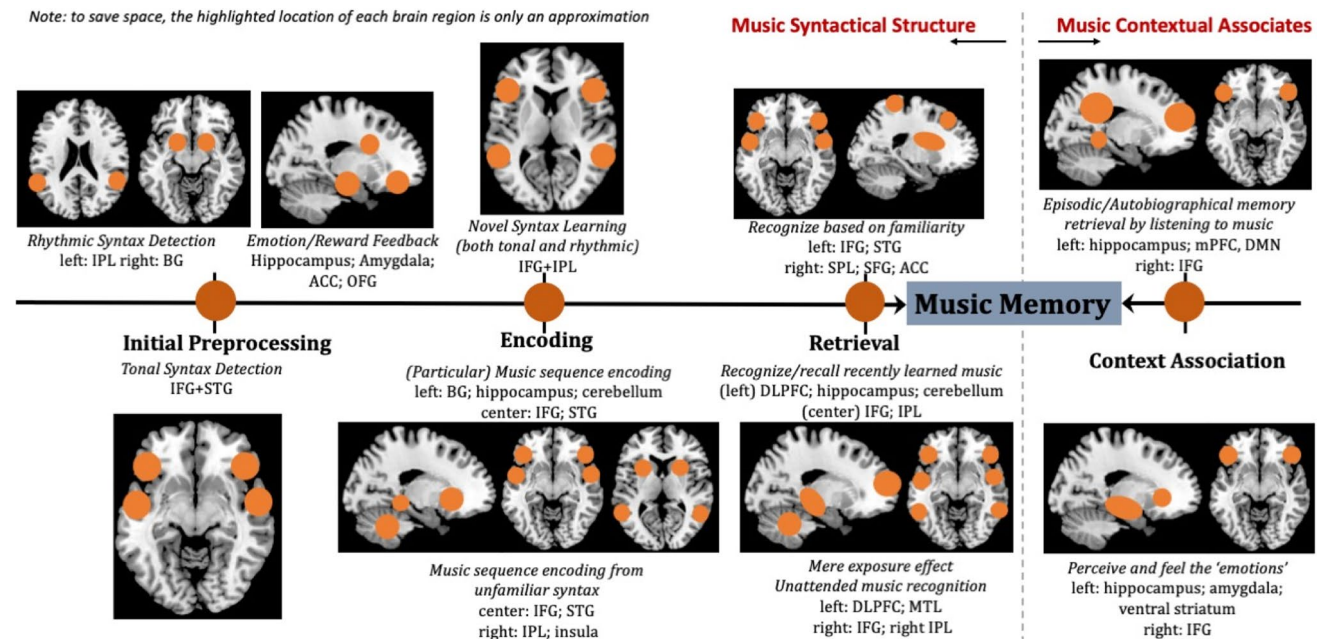 Note: to save space, the highlighted location of each brain region is only an approximation
Music Syntactical Structure
Music Contextual Associates
Rhythmic Syntax Detection
left: IPL right: BG
Emotion/Reward Feedback
Hippocampus; Amygdala;
ACC; OFG
Novel Syntax Learning
(both tonal and rhythmic)
IFG+IPL
Recognize based on familiarity
left: IFG; STG
right: SPL; SFG; ACC
Episodic/Autobiographical memory
retrieval by listening to music
left: hippocampus; mPFC, DMN
right: IFG
Music Memory
Initial Preprocessing
Tonal Syntax Detection
IFG+STG
Encoding
(Particular) Music sequence encoding
left: BG; hippocampus; cerebellum
center: IFG; STG
Music sequence encoding from
unfamiliar syntax
center: IFG; STG
right: IPL; insula
Retrieval
Recognize/recall recently learned music
(left) DLPFC; hippocampus; cerebellum
(center) IFG; IPL
Mere exposure effect
Unattended music recognition
left: DLPFC; MTL
right: IFG; right IPL
Context Association
Perceive and feel the ‘emotions’
left: hippocampus; amygdala;
ventral striatum
right: IFG